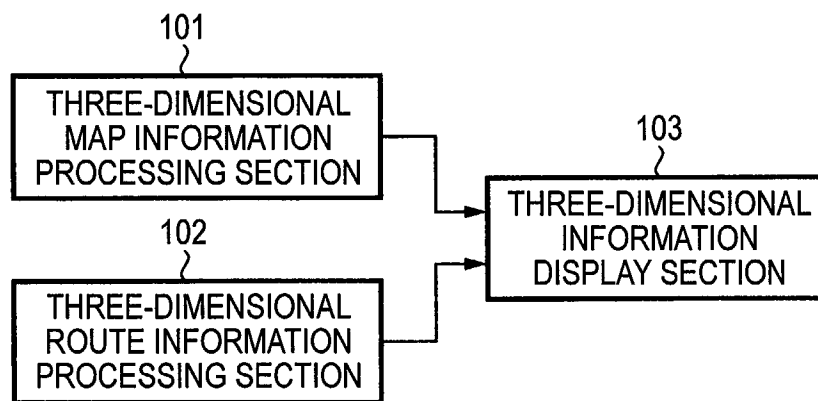 101
THREE-DIMENSIONAL
MAP INFORMATION
PROCESSING SECTION
102
THREE-DIMENSIONAL
ROUTE INFORMATION
PROCESSING SECTION
103
THREE-DIMENSIONAL
INFORMATION
DISPLAY SECTION